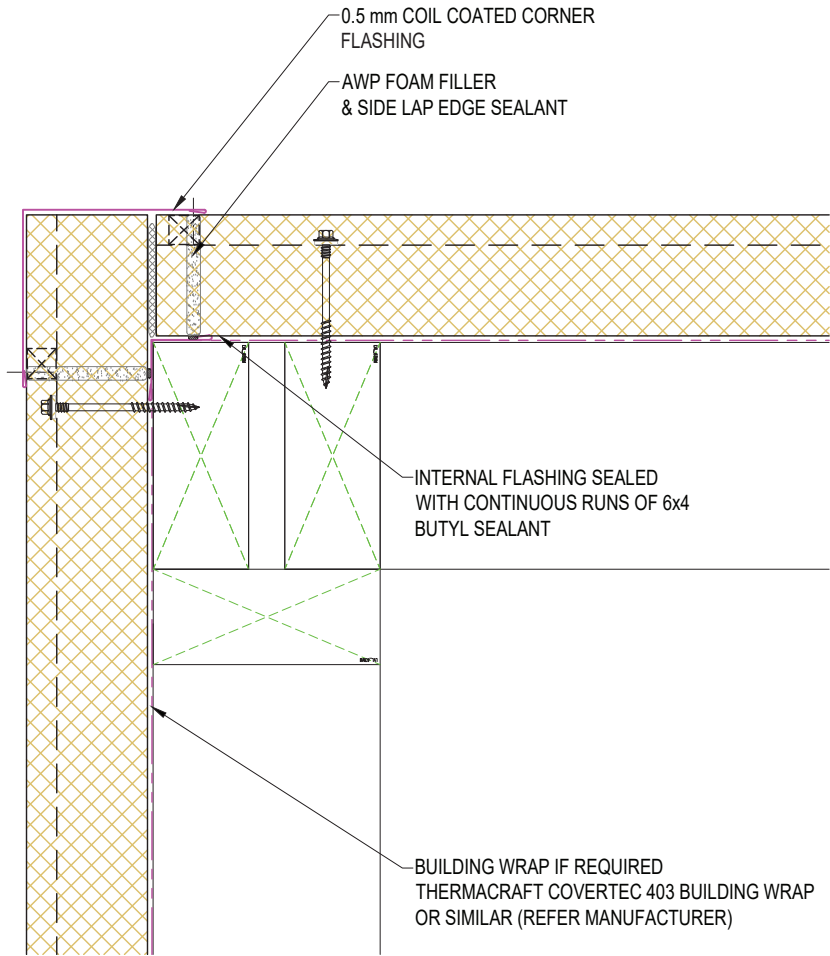 0.5 mm COIL COATED CORNER
FLASHING
AWP FOAM FILLER
& SIDE LAP EDGE SEALANT
INTERNAL FLASHING SEALED
WITH CONTINUOUS RUNS OF 6x4
BUTYL SEALANT
BUILDING WRAP IF REQUIRED
THERMACRAFT COVERTEC 403 BUILDING WRAP
OR SIMILAR (REFER MANUFACTURER)